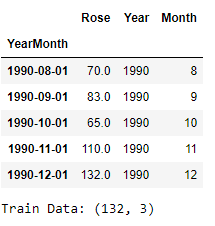 Rose Year Month
YearMonth
1990-08-01 70.0 1990 8
1990-09-01 83.0 1990 9
1990-10-01 65.0 1990 10
1990-11-01 110.0 1990 11
1990-12-01 132.0 1990 12
Train Data: (132, 3)